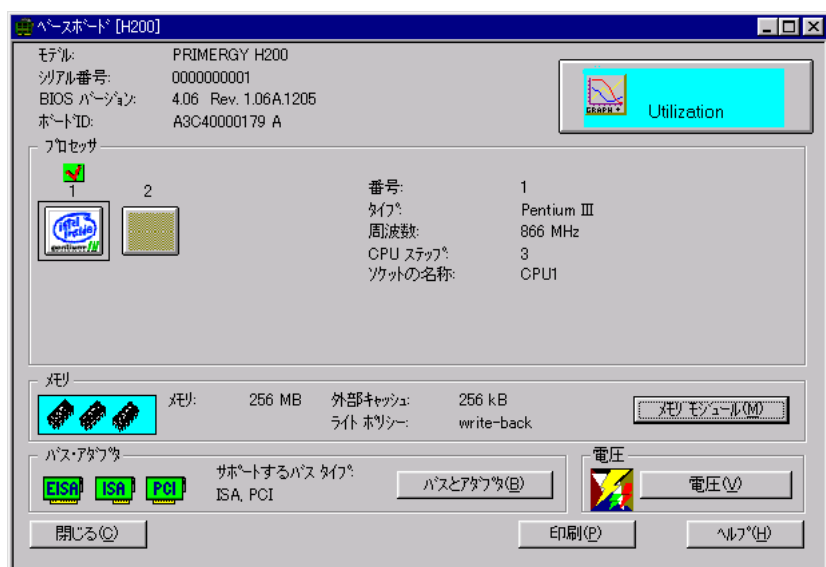 ﾍﾞｰｽﾎﾞｰﾄﾞ [H200]
ﾓﾃﾞﾙ: PRIMERGY H200
ｼﾘｱﾙ番号: 0000000001
BIOS ﾊﾞｰｼﾞｮﾝ: 4.06 Rev. 1.06A.1205
ﾎﾞｰﾄﾞID: A3C40000179 A
GRAPH + Utilization
ﾌﾟﾛｾｯｻ
1 2
intel inside pentium III
番号: 1
ﾀｲﾌﾟ: Pentium III
周波数: 866 MHz
CPU ｽﾃｯﾌﾟ: 3
ｿｹｯﾄの名称: CPU1
ﾒﾓﾘ
ﾒﾓﾘ: 256 MB 外部ｷｬｯｼｭ: 256 kB
ﾗｲﾄ ﾎﾟﾘｼｰ: write-back
ﾒﾓﾘ ﾓｼﾞｭｰﾙ(M)
ﾊﾞｽ・ｱﾀﾞﾌﾟﾀ
EISA ISA PCI
ｻﾎﾟｰﾄするﾊﾞｽ ﾀｲﾌﾟ:
ISA, PCI
ﾊﾞｽとｱﾀﾞﾌﾟﾀ(B)
電圧
電圧(V)
閉じる(C) 印刷(P) ﾍﾙﾌﾟ(H)